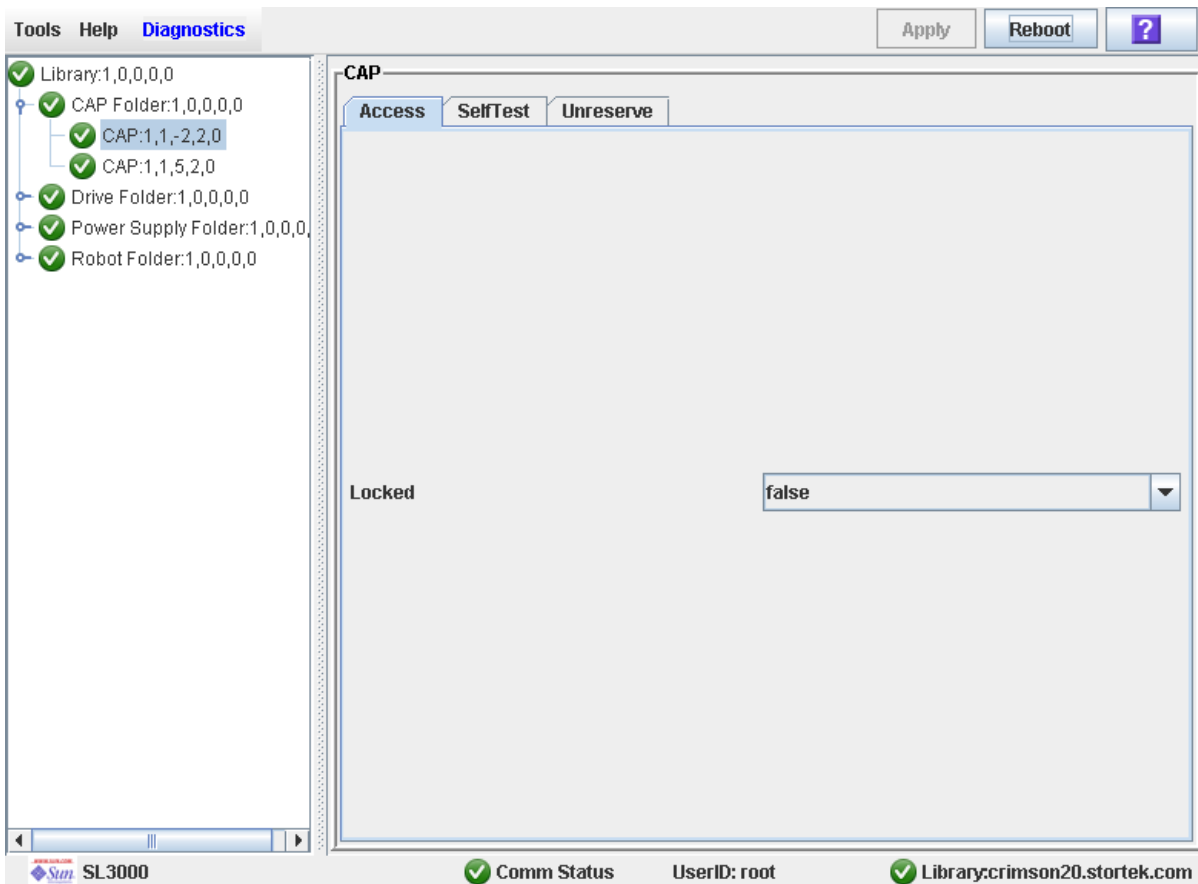 Tools Help Diagnostics Apply Reboot ?
Library:1,0,0,0,0
CAP Folder:1,0,0,0,0
CAP:1,1,-2,2,0
CAP:1,1,5,2,0
Drive Folder:1,0,0,0,0
Power Supply Folder:1,0,0,0,
Robot Folder:1,0,0,0,0
CAP
Access SelfTest Unreserve
Locked false
Sun SL3000 Comm Status UserID: root Library:crimson20.stortek.com